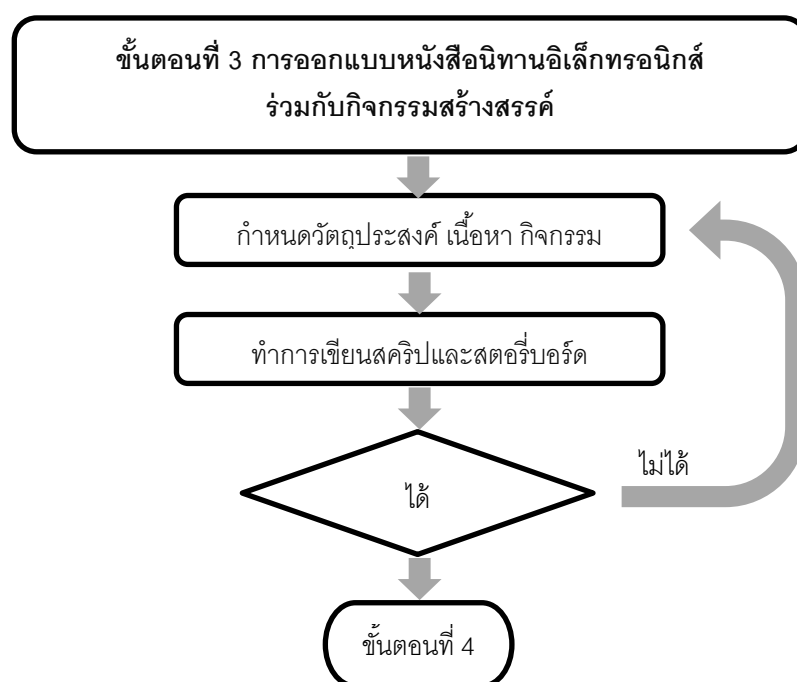 ขั้นตอนที่ 3 การออกแบบหนังสือนิทานอิเล็กทรอนิกส์
ร่วมกับกิจกรรมสร้างสรรค์
กำหนดวัตถุประสงค์ เนื้อหา กิจกรรม
ทำการเขียนสคริปและสตอรี่บอร์ด
ไม่ได้
ได้
ขั้นตอนที่ 4